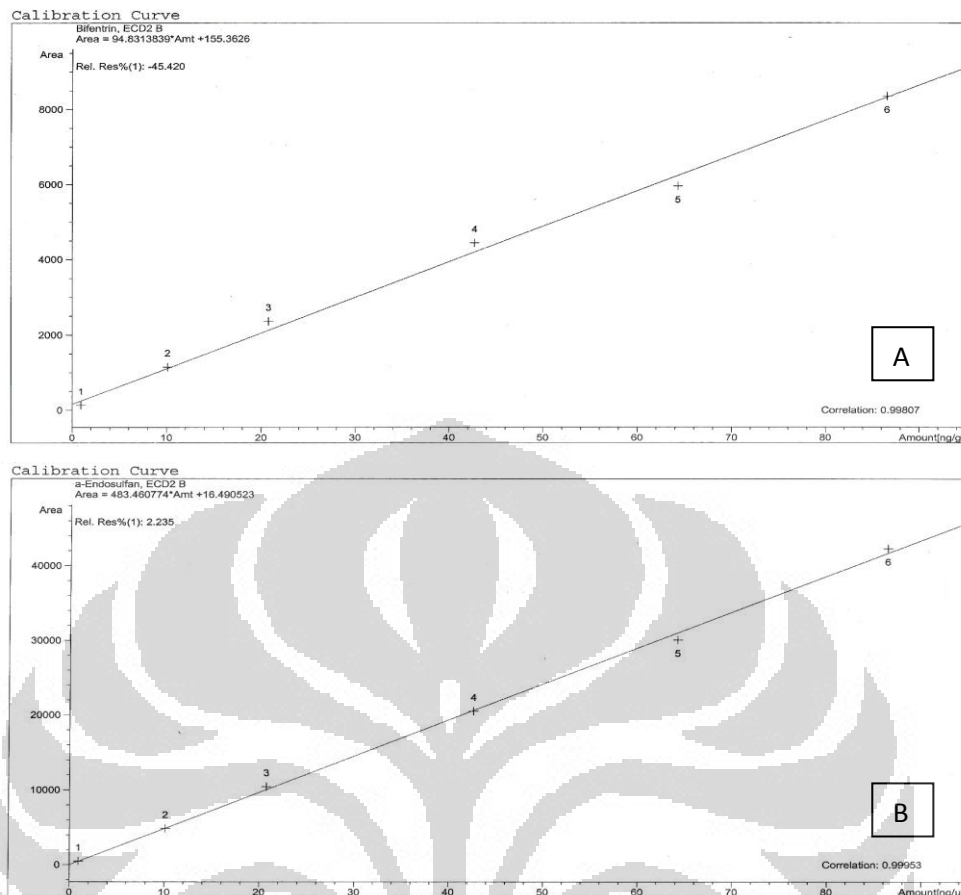 Calibration Curve
Bifentrin, ECD2 B
Area = 94.8313839*Amt +155.3626
Area
Rel. Res%(1): -45.420
8000
6000
4000
2000
0
1
2
3
4
5
6
A
Correlation: 0.99807
0 10 20 30 40 50 60 70 80 Amount[ng/g
Calibration Curve
a-Endosulfan, ECD2 B
Area = 483.460774*Amt +16.490523
Area
Rel. Res%(1): 2.235
40000
30000
20000
10000
0
1
2
3
4
5
6
B
Correlation: 0.99953
0 10 20 30 40 50 60 70 80 Amount[ng/u